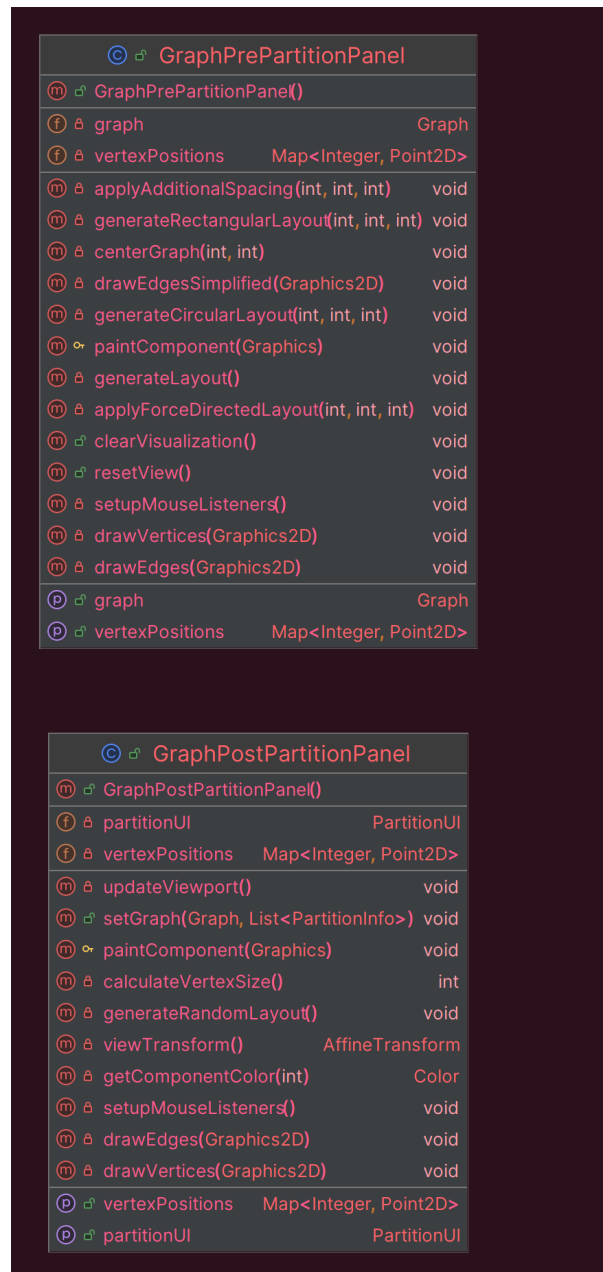 GraphPrePartitionPanel
GraphPrePartitionPanel()
graph Graph
vertexPositions Map<Integer, Point2D>
applyAdditionalSpacing(int, int, int) void
generateRectangularLayout(int, int, int) void
centerGraph(int, int) void
drawEdgesSimplified(Graphics2D) void
generateCircularLayout(int, int, int) void
paintComponent(Graphics) void
generateLayout() void
applyForceDirectedLayout(int, int, int) void
clearVisualization() void
resetView() void
setupMouseListeners() void
drawVertices(Graphics2D) void
drawEdges(Graphics2D) void
graph Graph
vertexPositions Map<Integer, Point2D>
GraphPostPartitionPanel
GraphPostPartitionPanel()
partitionUI PartitionUI
vertexPositions Map<Integer, Point2D>
updateViewport() void
setGraph(Graph, List<PartitionInfo>) void
paintComponent(Graphics) void
calculateVertexSize() int
generateRandomLayout() void
viewTransform() AffineTransform
getComponentColor(int) Color
setupMouseListeners() void
drawEdges(Graphics2D) void
drawVertices(Graphics2D) void
vertexPositions Map<Integer, Point2D>
partitionUI PartitionUI